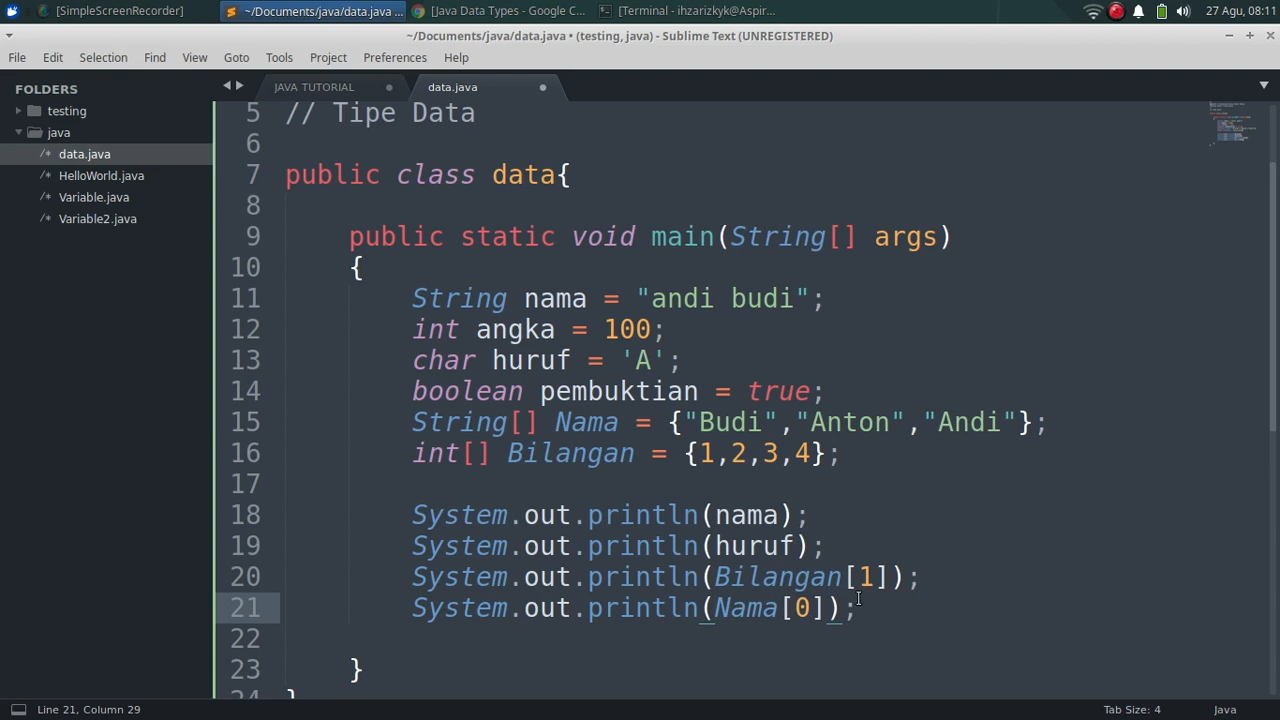 [SimpleScreenRecorder]
~/Documents/java/data.java ...
[Java Data Types - Google C...
[Terminal - ihzarizkyk@Aspir...
27 Agu, 08:11
~/Documents/java/data.java • (testing, java) - Sublime Text (UNREGISTERED)
File Edit Selection View Goto Tools Project Preferences Help
FOLDERS
testing
java
/* data.java
/* HelloWorld.java
/* Variable.java
/* Variable2.java
JAVA TUTORIAL
data.java
5 // Tipe Data
6
7 public class data{
8
9 public static void main(String[] args)
10 {
11 String nama = "andi budi";
12 int angka = 100;
13 char huruf = 'A';
14 boolean pembuktian = true;
15 String[] Nama = {"Budi","Anton","Andi"};
16 int[] Bilangan = {1,2,3,4};
17
18 System.out.println(nama);
19 System.out.println(huruf);
20 System.out.println(Bilangan[1]);
21 System.out.println(Nama[0]);
22
23 }
24 }
Line 21, Column 29
Tab Size: 4
Java